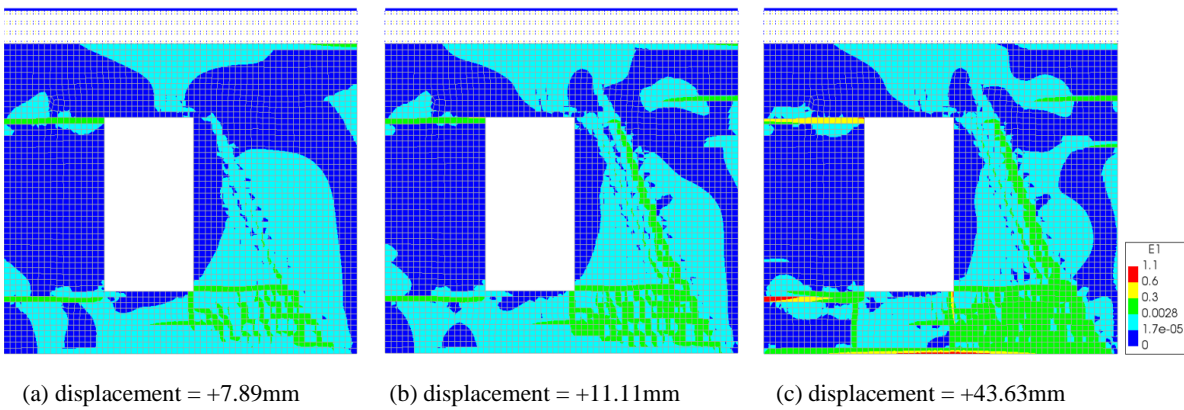 E1
1.1
0.6
0.3
0.0028
1.7e-05
0
(a) displacement = +7.89mm
(b) displacement = +11.11mm
(c) displacement = +43.63mm